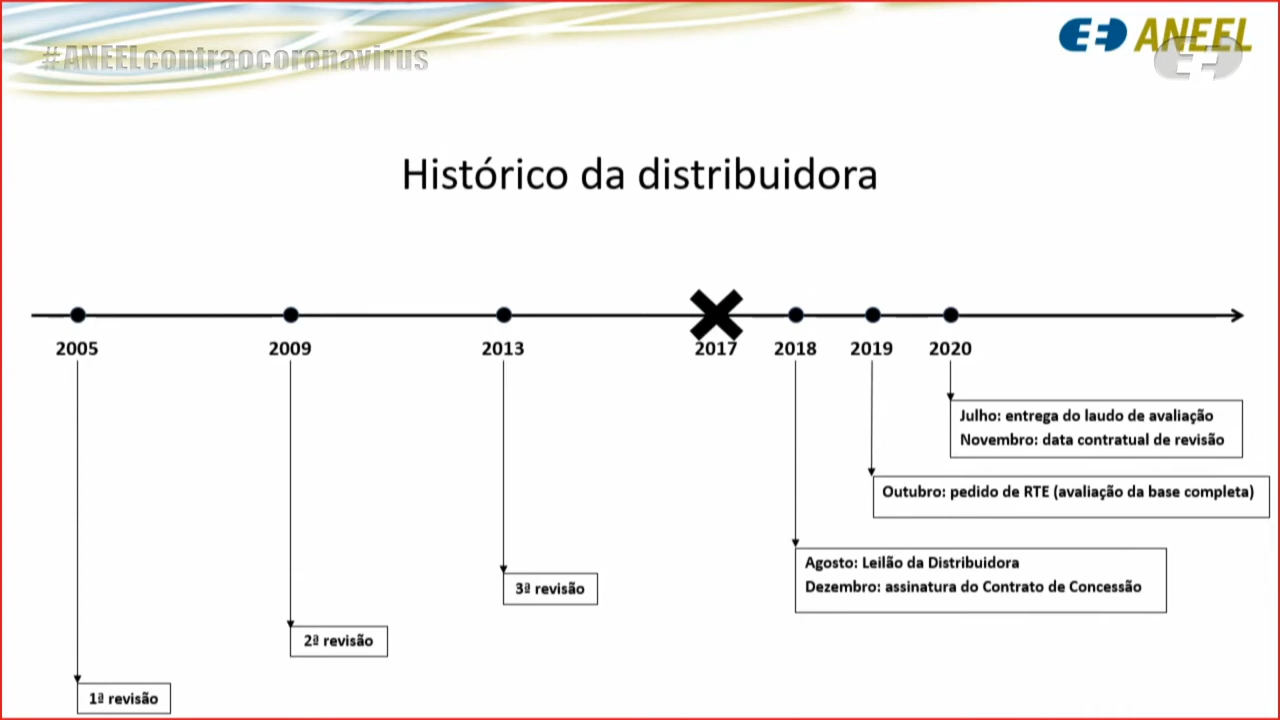 #ANEELcontraocoronavirus
ANEEL
Histórico da distribuidora
2005
2009
2013
2017
2018
2019
2020
Julho: entrega do laudo de avaliação
Novembro: data contratual de revisão
Outubro: pedido de RTE (avaliação da base completa)
Agosto: Leilão da Distribuidora
Dezembro: assinatura do Contrato de Concessão
3ª revisão
2ª revisão
1ª revisão